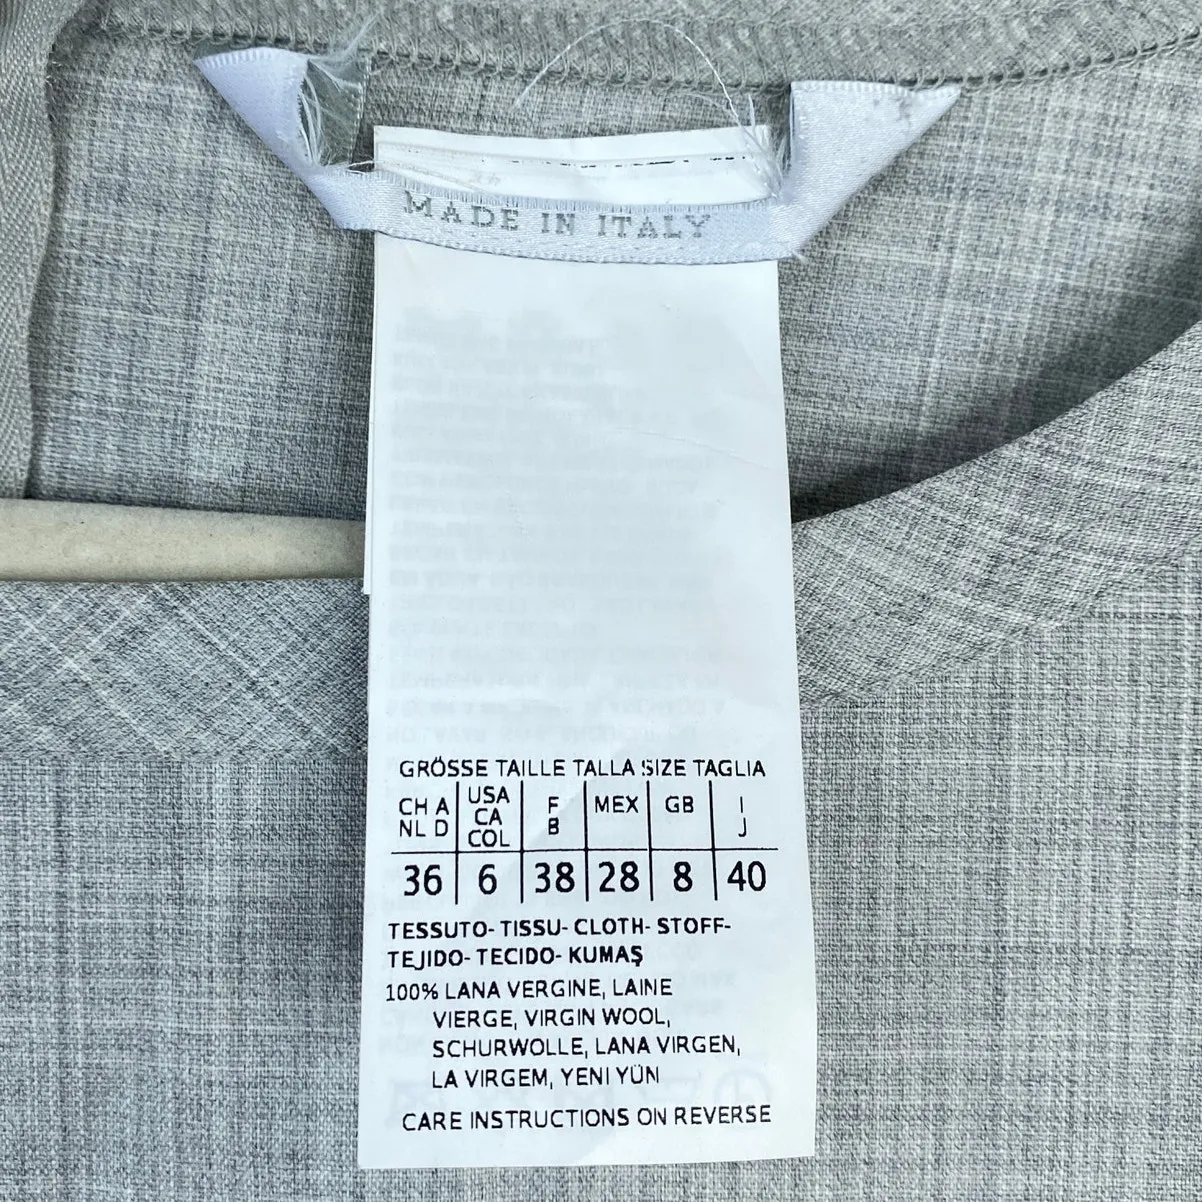 MADE IN ITALY
GRÖSSE TAILLE TALLA SIZE TAGLIA
CH A NL D | USA CA COL | F B | MEX | GB | I J
36 | 6 | 38 | 28 | 8 | 40
TESSUTO- TISSU- CLOTH- STOFF-
TEJIDO- TECIDO- KUMAŞ
100% LANA VERGINE, LAINE
VIERGE, VIRGIN WOOL,
SCHURWOLLE, LANA VIRGEN,
LA VIRGEM, YENI YÜN
CARE INSTRUCTIONS ON REVERSE